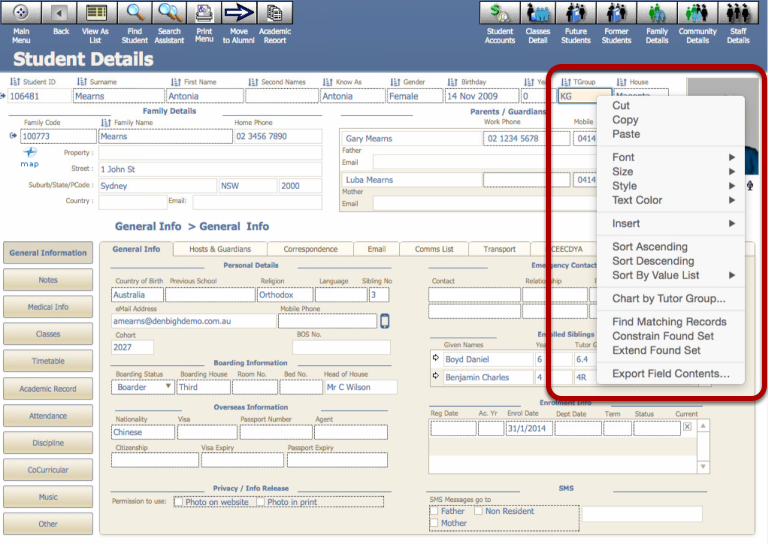 Main Menu
Back
View As List
Find Student
Search Assistant
Print Menu
Move to Alumni
Academic Report
Student Accounts
Classes Detail
Future Students
Former Students
Family Details
Community Details
Staff Details
Student Details
Student ID Surname First Name Second Names Know As Gender Birthday TGroup House
106481 Mearns Antonia Antonia Female 14 Nov 2009 0 KG
Family Details
Family Code Family Name Home Phone
100773 Mearns 02 3456 7890
map
Property :
Street : 1 John St
Suburb/State/PCode : Sydney NSW 2000
Country : Email:
Parents / Guardians
Work Phone Mobile
Gary Mearns 02 1234 5678 0414
Father
Email
Luba Mearns 0414
Mother
Email
Cut
Copy
Paste
Font
Size
Style
Text Color
Insert
Sort Ascending
Sort Descending
Sort By Value List
Chart by Tutor Group...
Find Matching Records
Constrain Found Set
Extend Found Set
Export Field Contents...
General Info > General Info
General Information
Notes
Medical Info
Classes
Timetable
Academic Record
Attendance
Discipline
CoCurricular
Music
Other
General Info Hosts & Guardians Correspondence Email Comms List Transport CEECDYA
Personal Details
Country of Birth Previous School Religion Language Sibling No
Australia Orthodox 3
eMail Address Mobile Phone
amearns@denbighdemo.com.au
Cohort BOS No.
2027
Boarding Information
Boarding Status Boarding House Room No. Bed No. Head of House
Boarder Third Mr C Wilson
Overseas Information
Nationality Visa Passport Number Agent
Chinese
Citizenship Visa Expiry Passport Expiry
Privacy / Info Release
Permission to use: Photo on website Photo in print
Emergency Contact
Contact Relationship
Enrolled Siblings
Given Names Tutor
Boyd Daniel 6 6.4
Benjamin Charles 4 4R
Enrolment Info
Reg Date Ac. Yr Enrol Date Dept Date Term Status Current
31/1/2014
SMS
SMS Messages go to
Father Non Resident
Mother